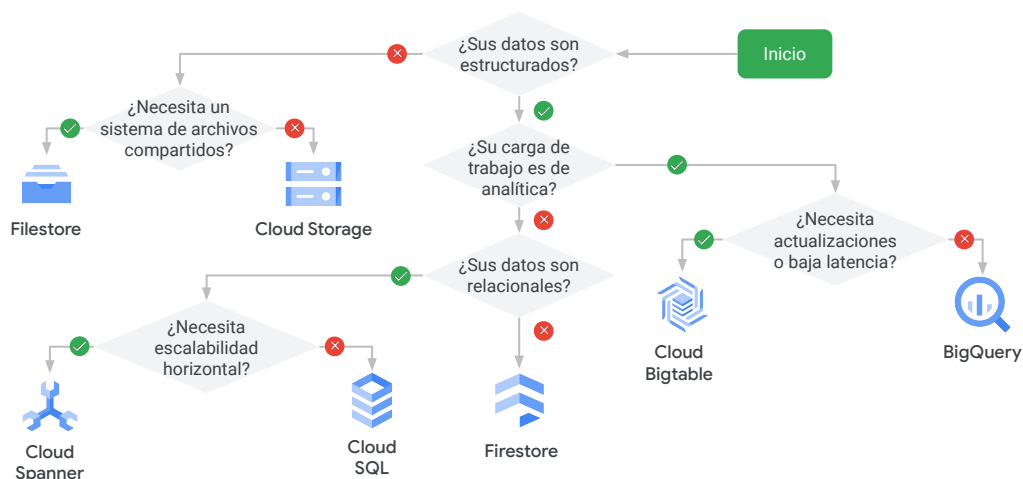 ¿Sus datos son
estructurados?
Inicio
¿Necesita un
sistema de archivos
compartidos?
¿Su carga de
trabajo es de
analítica?
Filestore
Cloud Storage
¿Necesita
actualizaciones
o baja latencia?
¿Sus datos son
relacionales?
¿Necesita
escalabilidad
horizontal?
Cloud
Bigtable
BigQuery
Cloud
Spanner
Cloud
SQL
Firestore